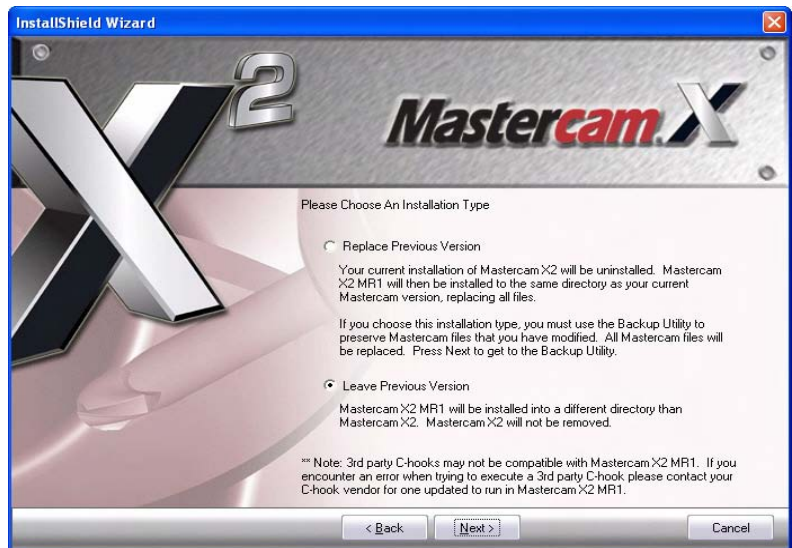 InstallShield Wizard
X2
Mastercam.X
Please Choose An Installation Type
Replace Previous Version
Your current installation of Mastercam X2 will be uninstalled. Mastercam
X2 MR1 will then be installed to the same directory as your current
Mastercam version, replacing all files.
If you choose this installation type, you must use the Backup Utility to
preserve Mastercam files that you have modified. All Mastercam files will
be replaced. Press Next to get to the Backup Utility.
Leave Previous Version
Mastercam X2 MR1 will be installed into a different directory than
Mastercam X2. Mastercam X2 will not be removed.
** Note: 3rd party C-hooks may not be compatible with Mastercam X2 MR1. If you
encounter an error when trying to execute a 3rd party C-hook please contact your
C-hook vendor for one updated to run in Mastercam X2 MR1.
< Back Next > Cancel